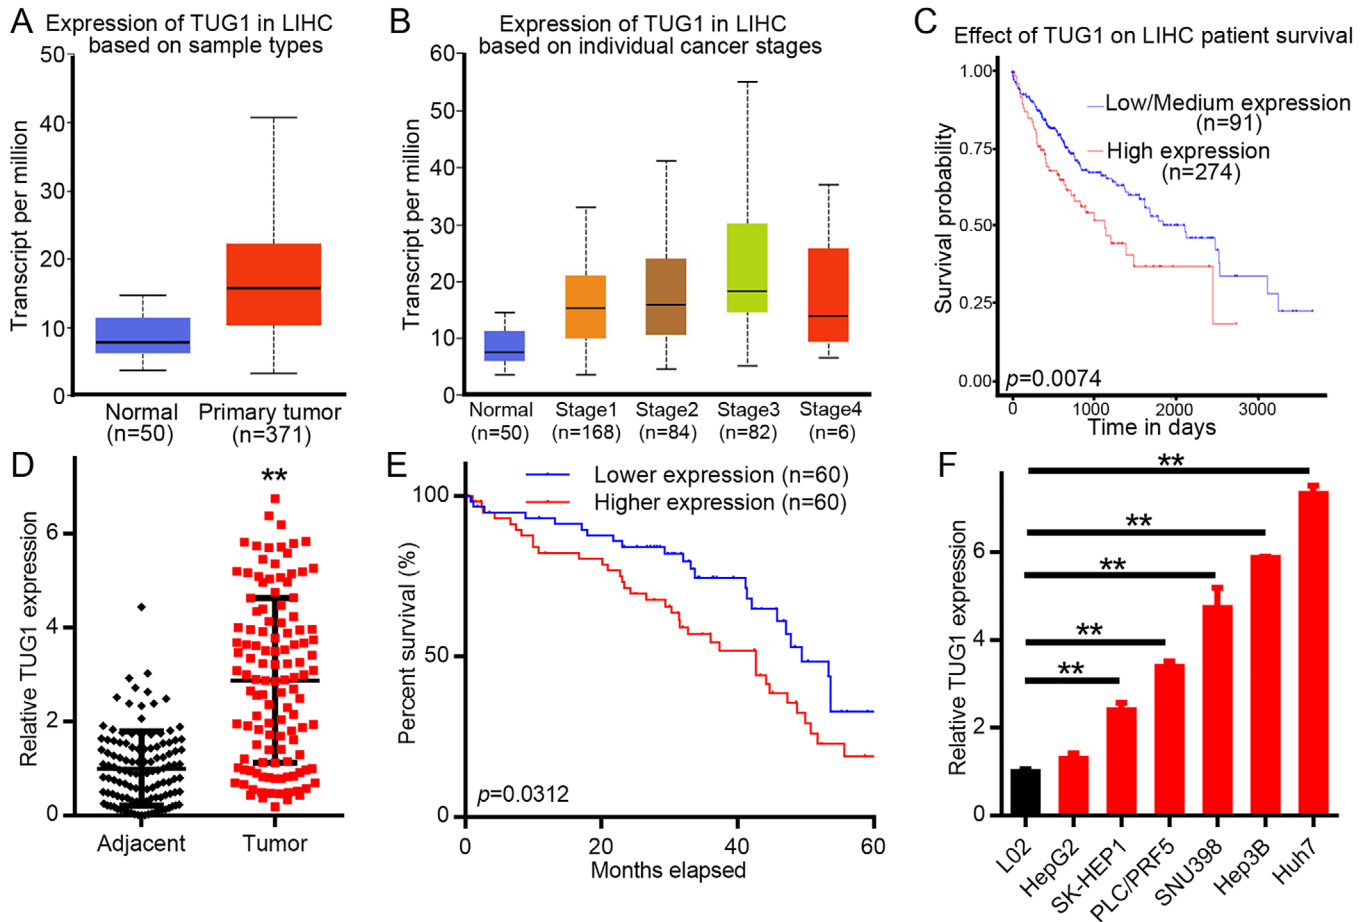 A
Expression of TUG1 in LIHC
based on sample types
Transcript per million
50
40
30
20
10
0
Normal
(n=50)
Primary tumor
(n=371)
B
Expression of TUG1 in LIHC
based on individual cancer stages
Transcript per million
60
50
40
30
20
10
0
Normal
(n=50)
Stage1
(n=168)
Stage2
(n=84)
Stage3
(n=82)
Stage4
(n=6)
C
Effect of TUG1 on LIHC patient survival
Survival probability
1.00
0.75
0.50
0.25
0.00
Low/Medium expression
(n=91)
High expression
(n=274)
p=0.0074
0 1000 2000 3000
Time in days
D
**
Relative TUG1 expression
6
4
2
0
Adjacent Tumor
E
Lower expression (n=60)
Higher expression (n=60)
Percent survival (%)
100
50
0
p=0.0312
0 20 40 60
Months elapsed
F
**
**
**
**
**
Relative TUG1 expression
6
4
2
0
L02
HepG2
SK-HEP1
PLC/PRF5
SNU398
Hep3B
Huh7